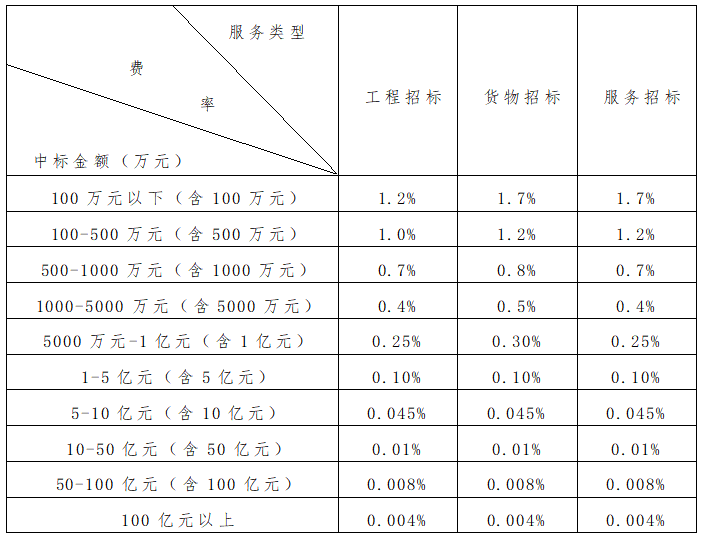 服务类型
费
率
中标金额（万元）
工程招标 货物招标 服务招标
100 万元以下（含 100 万元） 1.2% 1.7% 1.7%
100-500 万元（含 500 万元） 1.0% 1.2% 1.2%
500-1000 万元（含 1000 万元） 0.7% 0.8% 0.7%
1000-5000 万元（含 5000 万元） 0.4% 0.5% 0.4%
5000 万元-1 亿元（含 1 亿元） 0.25% 0.30% 0.25%
1-5 亿元（含 5 亿元） 0.10% 0.10% 0.10%
5-10 亿元（含 10 亿元） 0.045% 0.045% 0.045%
10-50 亿元（含 50 亿元） 0.01% 0.01% 0.01%
50-100 亿元（含 100 亿元） 0.008% 0.008% 0.008%
100 亿元以上 0.004% 0.004% 0.004%